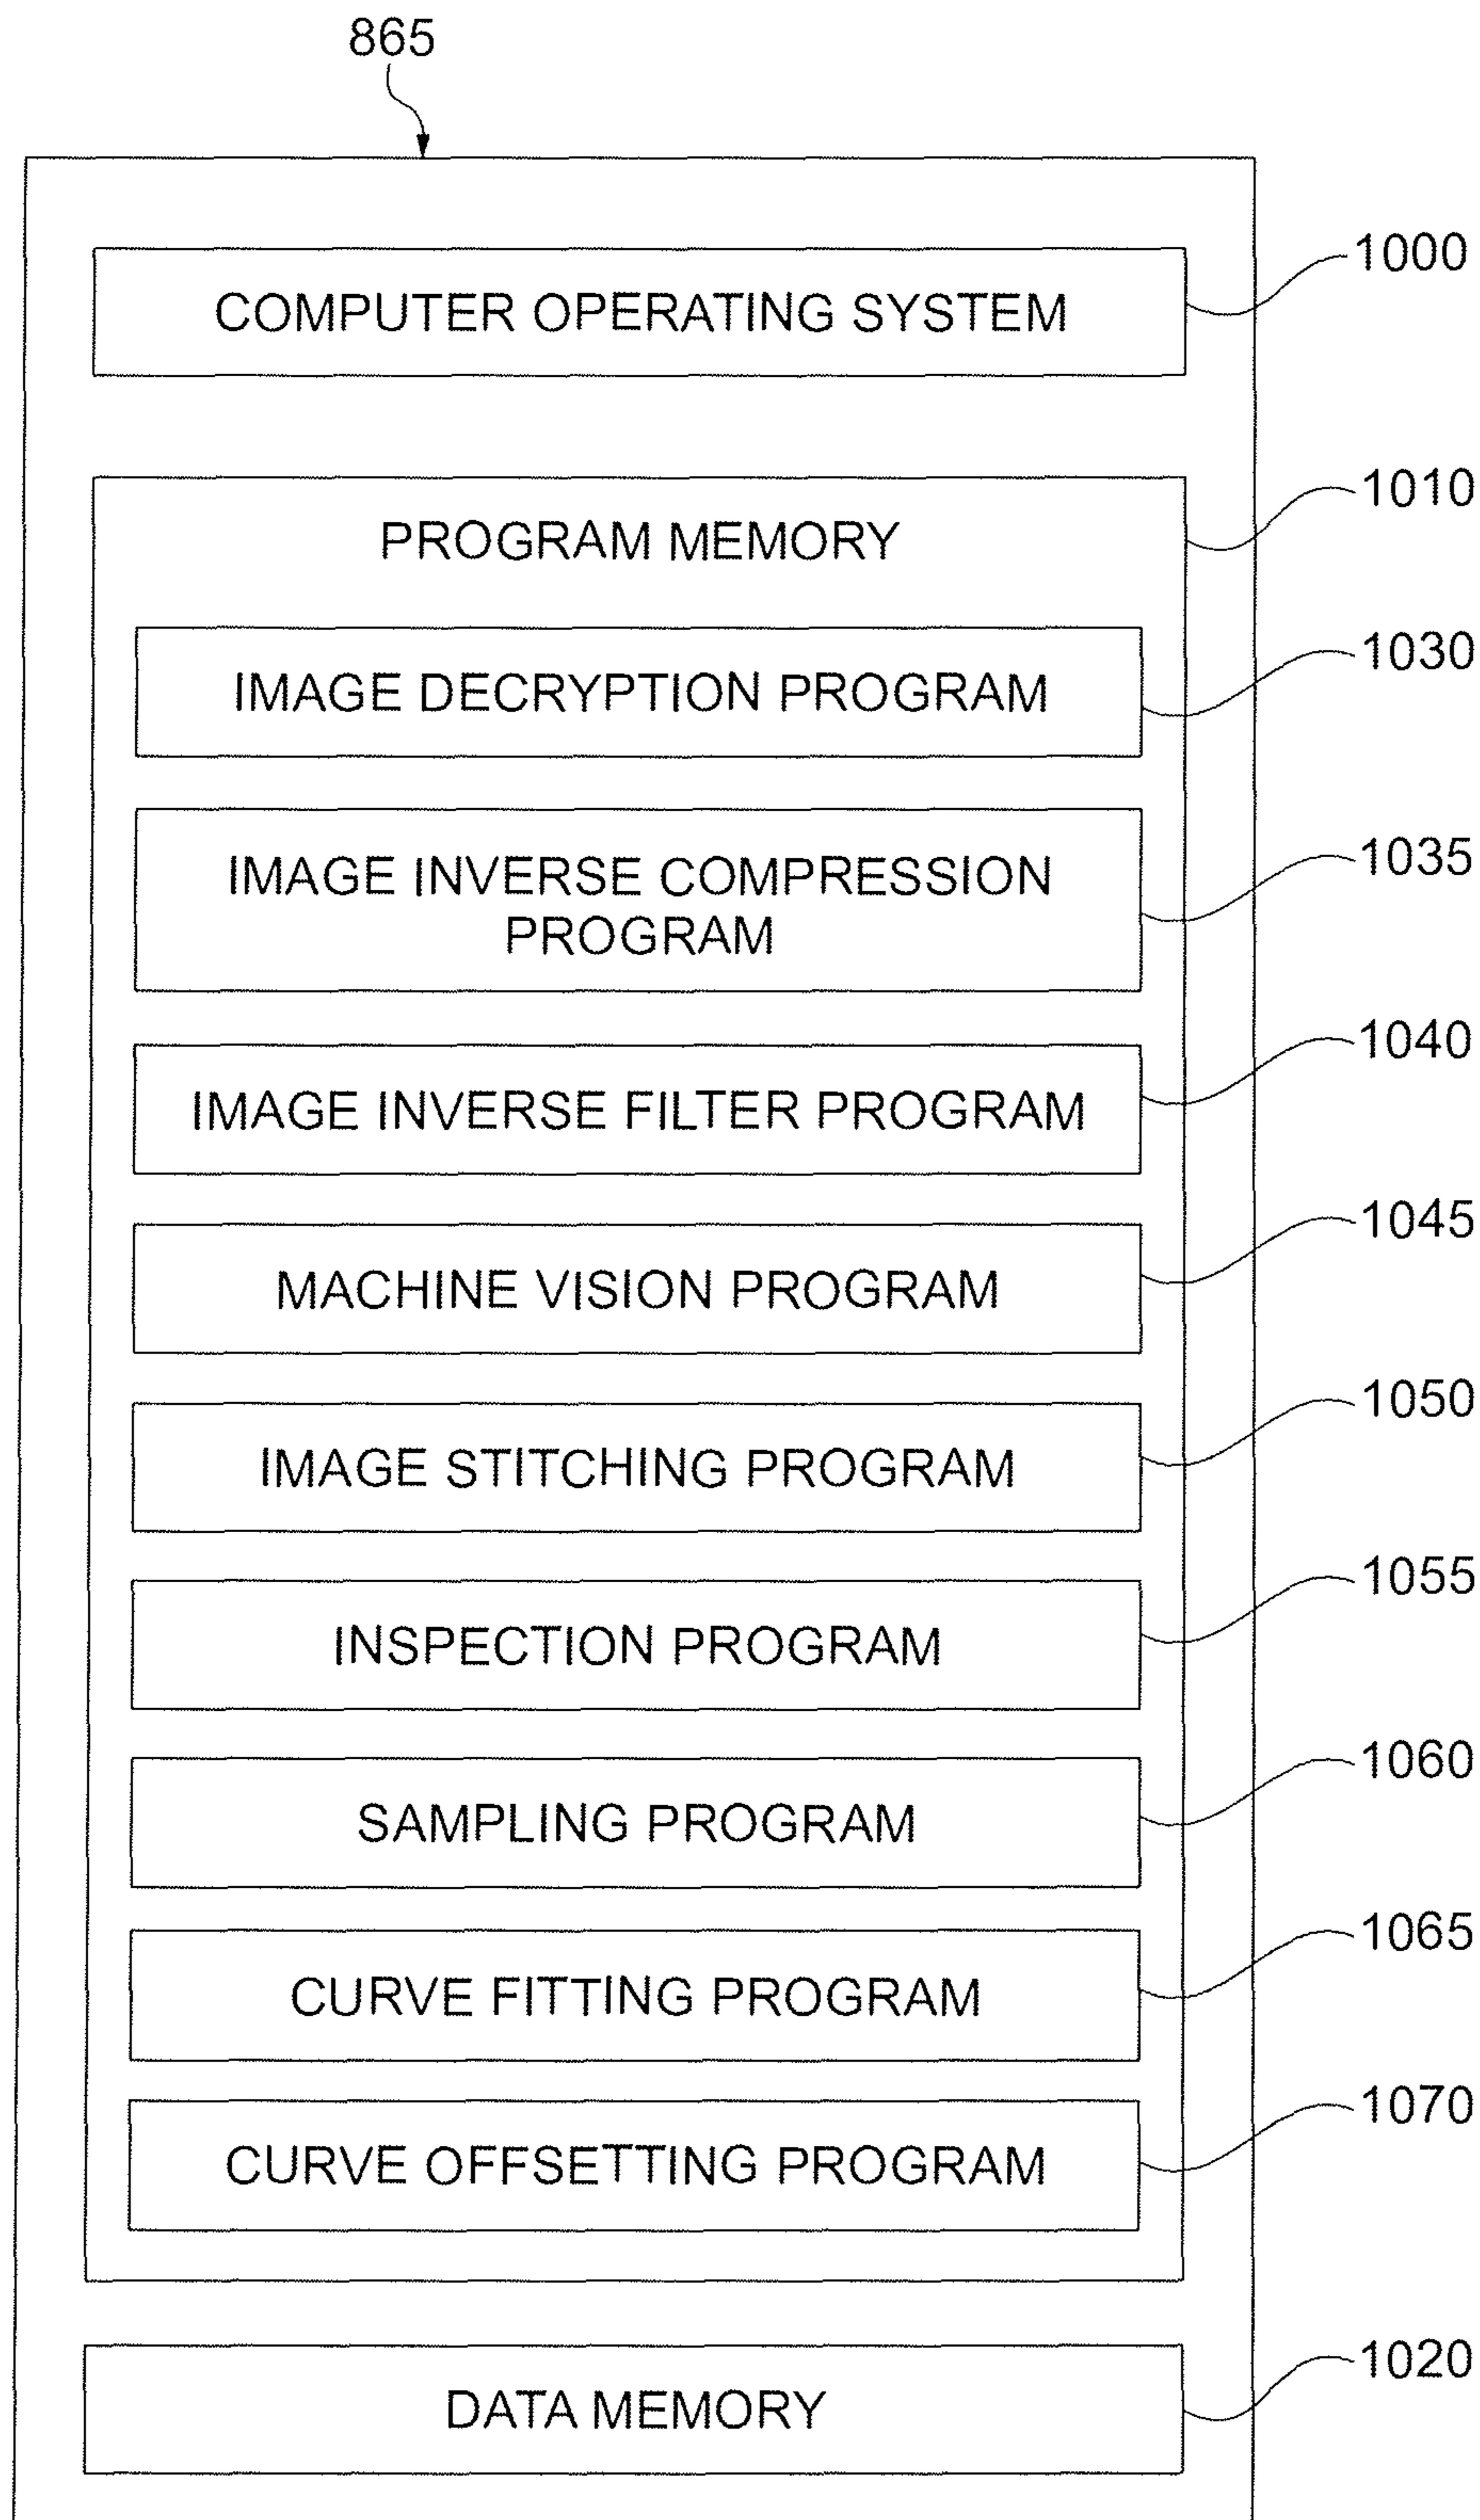 865
COMPUTER OPERATING SYSTEM
1000
PROGRAM MEMORY
1010
IMAGE DECRYPTION PROGRAM
1030
IMAGE INVERSE COMPRESSION
PROGRAM
1035
IMAGE INVERSE FILTER PROGRAM
1040
MACHINE VISION PROGRAM
1045
IMAGE STITCHING PROGRAM
1050
INSPECTION PROGRAM
1055
SAMPLING PROGRAM
1060
CURVE FITTING PROGRAM
1065
CURVE OFFSETTING PROGRAM
1070
DATA MEMORY
1020